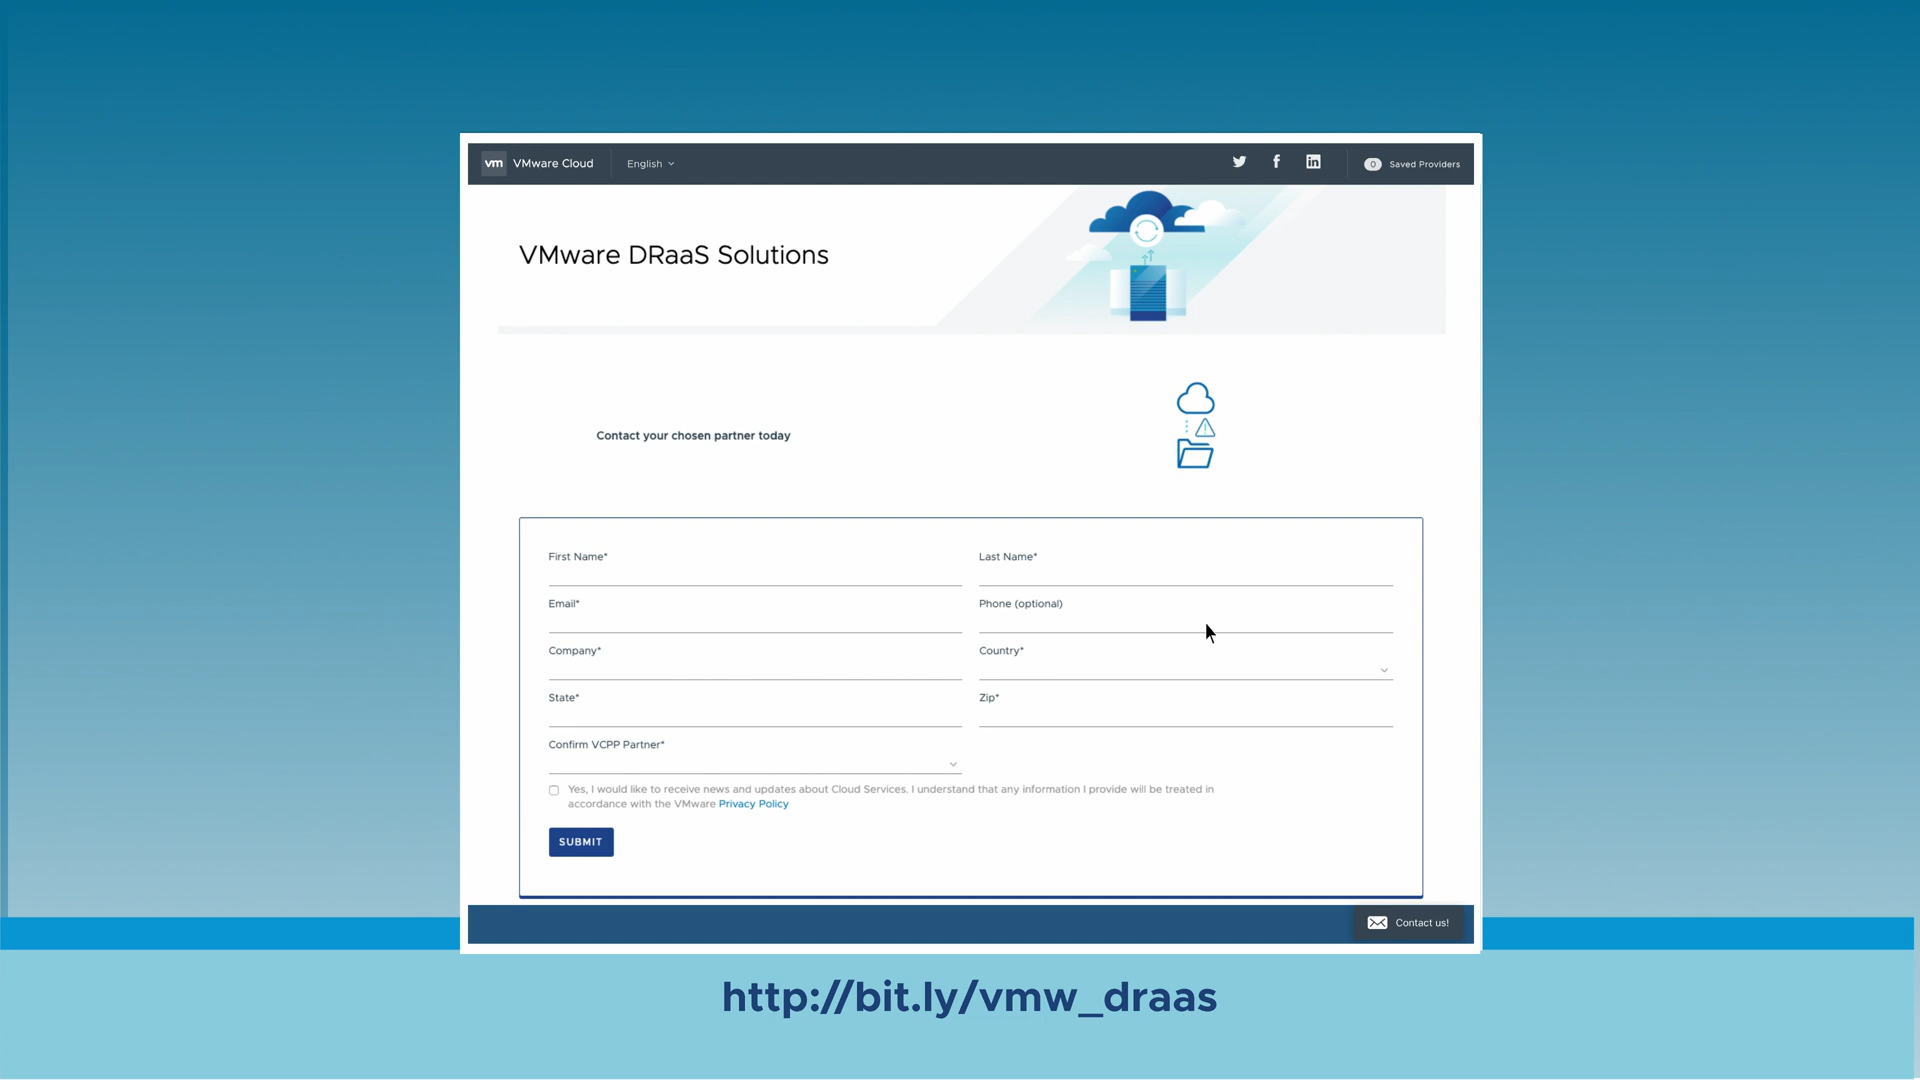 vm VMware Cloud English 0 Saved Providers
VMware DRaaS Solutions
Contact your chosen partner today
First Name* Last Name*
Email* Phone (optional)
Company* Country*
State* Zip*
Confirm VCPP Partner*
Yes, I would like to receive news and updates about Cloud Services. I understand that any information I provide will be treated in
accordance with the VMware Privacy Policy
SUBMIT
Contact us!
http://bit.ly/vmw_draas